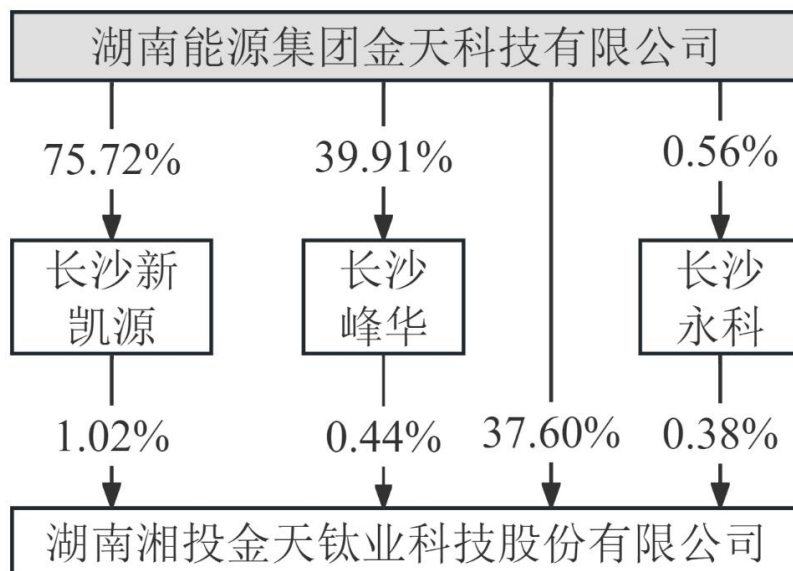 湖南能源集团金天科技有限公司
75.72%
39.91%
0.56%
长沙新
凯源
长沙
峰华
长沙
永科
1.02%
0.44%
37.60%
0.38%
湖南湘投金天钛业科技股份有限公司